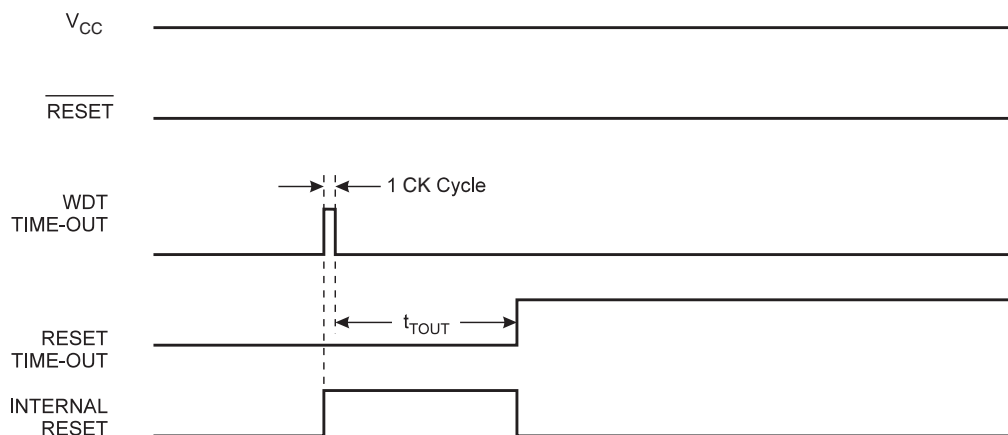 VCC
RESET
WDT
TIME-OUT
1 CK Cycle
RESET
TIME-OUT
tTOUT
INTERNAL
RESET